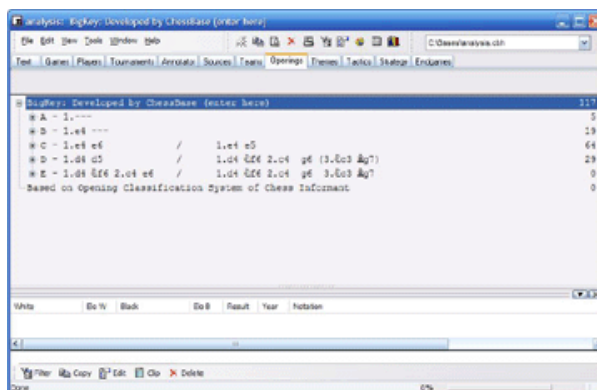 analysis: BigKey: Developed by ChessBase (enter here)
File Edit View Tools Window Help C:\Bases\analysis.cbh
Text Games Players Tournaments Annotator Sources Teams Openings Themes Tactics Strategy Endgames
BigKey: Developed by ChessBase (enter here) 117
A - 1.--- 5
B - 1.e4 --- 19
C - 1.e4 e6 / 1.e4 e5 64
D - 1.d4 d5 / 1.d4 ♘f6 2.c4 g6 (3.♘c3 ♗g7) 29
E - 1.d4 ♘f6 2.c4 e6 / 1.d4 ♘f6 2.c4 g6 3.♘c3 ♗g7 0
Based on Opening Classification System of Chess Informant 0
White Elo W Black Elo B Result Year Notation
Filter Copy Edit Clip Delete
Done 0%